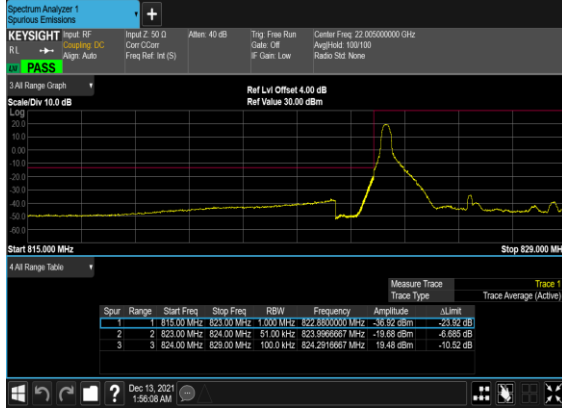 Spectrum Analyzer 1
Spurious Emissions
KEYSIGHT Input: RF Input Z: 50 Ω Atten: 40 dB Trig: Free Run Center Freq: 22.005000000 GHz
RL Coupling: DC Corr CCorr Gate: Off Avg|Hold: 100/100
Align: Auto Freq Ref: Int (S) IF Gain: Low Radio Std: None
PASS
3 All Range Graph
Ref Lvl Offset 4.00 dB
Scale/Div 10.0 dB Ref Value 30.00 dBm
Log
20.0
10.0
0.00
-10.0
-20.0
-30.0
-40.0
-50.0
-60.0
Start 815.000 MHz Stop 829.000 MH
4 All Range Table
Measure Trace Trace 1
Trace Type Trace Average (Active)
Spur Range Start Freq Stop Freq RBW Frequency Amplitude ΔLimit
1 1 815.00 MHz 823.00 MHz 1.000 MHz 822.8800000 MHz -36.92 dBm -23.92 dB
2 2 823.00 MHz 824.00 MHz 51.00 kHz 823.9966667 MHz -19.68 dBm -6.685 dB
3 3 824.00 MHz 829.00 MHz 100.0 kHz 824.2916667 MHz 19.48 dBm -10.52 dB
? Dec 13, 2021
1:56:08 AM